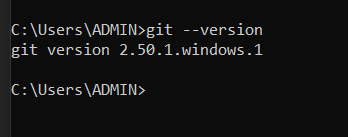 C:\Users\ADMIN>git --version
git version 2.50.1.windows.1
C:\Users\ADMIN>